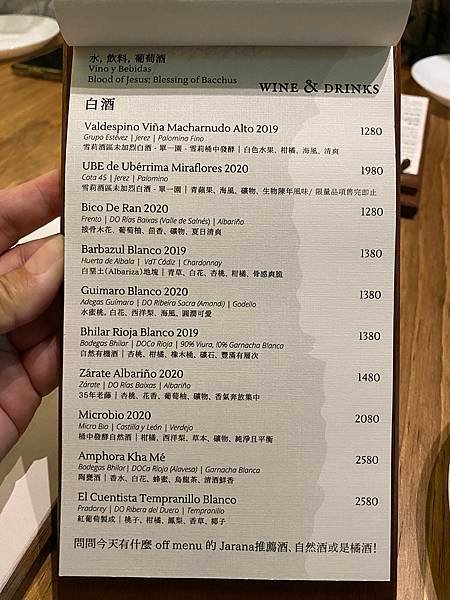 水, 飲料, 葡萄酒
Vino y Bebidas
Blood of Jesus; Blessing of Bacchus
WINE & DRINKS
白酒
Valdespino Viña Macharnudo Alto 2019 1280
Grupo Estévez | Jerez | Palomino Fino
雪莉酒區未加烈白酒 - 單一園 - 雪莉桶中發酵 | 白色水果、柑橘、海風、清爽
UBE de Ubérrima Miraflores 2020 1980
Cota 45 | Jerez | Palomino
雪莉酒區未加烈白酒 - 單一園 | 青蘋果、海風、礦物、生物陳年風味/ 限量品項售完即止
Bico De Ran 2020 1280
Frento | DO Rías Baixas (Valle de Salnés) | Albariño
接骨木花、葡萄柚、茴香、礦物、夏日清爽
Barbazul Blanco 2019 1380
Huerta de Albala | VdT Cádiz | Chardonnay
白堊土(Albariza)地塊 | 青草、白花、杏桃、柑橘、骨感爽脆
Guimaro Blanco 2020 1380
Adegas Guímaro | DO Ribeira Sacra (Amandi) | Godello
水蜜桃、白花、西洋梨、海風、圓潤可愛
Bhilar Rioja Blanco 2019 1380
Bodegas Bhilar | DOCa Rioja | 90% Viura, 10% Garnacha Blanca
自然有機酒 | 杏桃、柑橘、橡木桶、礦石、豐滿有層次
Zárate Albariño 2020 1480
Zárate | DO Rías Baixas | Albariño
35年老藤 | 杏桃、花香、葡萄柚、礦物、香氣奔放集中
Microbio 2020 2080
Micro Bio | Castilla y León | Verdejo
桶中發酵自然酒 | 柑橘、西洋梨、草本、礦物、純淨且平衡
Amphora Kha Mé 2580
Bodegas Bhilar | DOCa Rioja (Alavesa) | Garnacha Blanca
陶甕酒 | 香水、白花、蜂蜜、烏龍茶、清酒鮮香
El Cuentista Tempranillo Blanco 2580
Pradorey | DO Ribera del Duero | Tempranillo
紅葡萄製成 | 桃子、柑橘、鳳梨、香草、椰子
問問今天有什麼 off menu 的 Jarana推薦酒、自然酒或是橘酒!